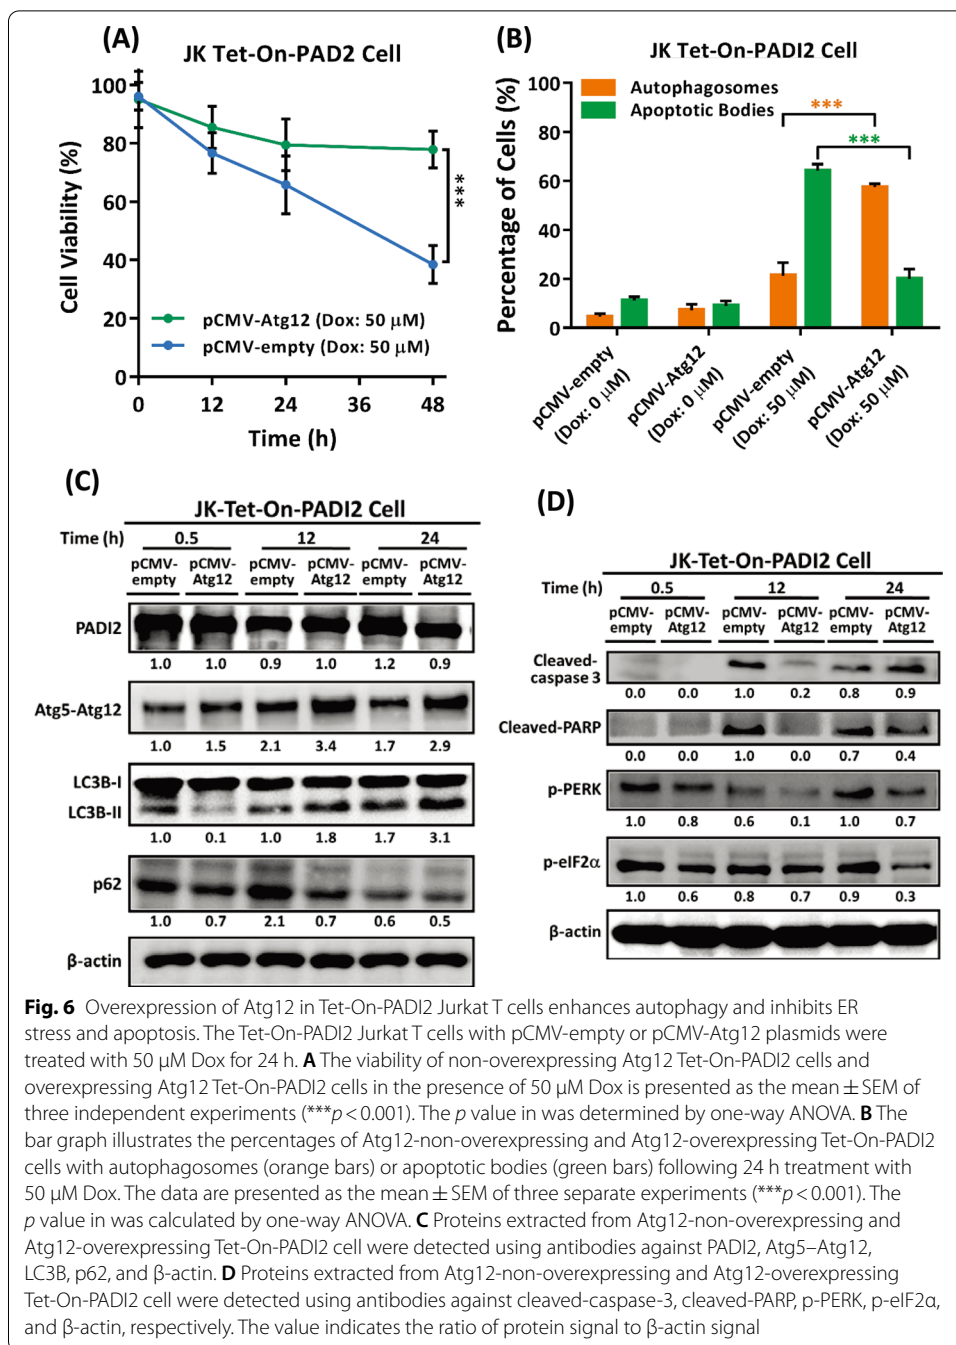 (A)
JK Tet-On-PAD2 Cell
Cell Viability (%)
100
80
60
40
20
0
0 12 24 36 48
Time (h)
pCMV-Atg12 (Dox: 50 μM)
pCMV-empty (Dox: 50 μM)
***
(B)
JK Tet-On-PADI2 Cell
Percentage of Cells (%)
100
80
60
40
20
0
Autophagosomes
Apoptotic Bodies
***
***
pCMV-empty
(Dox: 0 μM)
pCMV-Atg12
(Dox: 0 μM)
pCMV-empty
(Dox: 50 μM)
pCMV-Atg12
(Dox: 50 μM)
(C)
JK-Tet-On-PADI2 Cell
Time (h) 0.5 12 24
pCMV-empty pCMV-Atg12 pCMV-empty pCMV-Atg12 pCMV-empty pCMV-Atg12
PADI2
1.0 1.0 0.9 1.0 1.2 0.9
Atg5-Atg12
1.0 1.5 2.1 3.4 1.7 2.9
LC3B-I
LC3B-II
1.0 0.1 1.0 1.8 1.7 3.1
p62
1.0 0.7 2.1 0.7 0.6 0.5
β-actin
(D)
JK-Tet-On-PADI2 Cell
Time (h) 0.5 12 24
pCMV-empty pCMV-Atg12 pCMV-empty pCMV-Atg12 pCMV-empty pCMV-Atg12
Cleaved-
caspase 3
0.0 0.0 1.0 0.2 0.8 0.9
Cleaved-PARP
0.0 0.0 1.0 0.0 0.7 0.4
p-PERK
1.0 0.8 0.6 0.1 1.0 0.7
p-eIF2α
1.0 0.6 0.8 0.7 0.9 0.3
β-actin
Fig. 6 Overexpression of Atg12 in Tet-On-PADI2 Jurkat T cells enhances autophagy and inhibits ER
stress and apoptosis. The Tet-On-PADI2 Jurkat T cells with pCMV-empty or pCMV-Atg12 plasmids were
treated with 50 μM Dox for 24 h. A The viability of non-overexpressing Atg12 Tet-On-PADI2 cells and
overexpressing Atg12 Tet-On-PADI2 cells in the presence of 50 μM Dox is presented as the mean ± SEM of
three independent experiments (***p < 0.001). The p value in was determined by one-way ANOVA. B The
bar graph illustrates the percentages of Atg12-non-overexpressing and Atg12-overexpressing Tet-On-PADI2
cells with autophagosomes (orange bars) or apoptotic bodies (green bars) following 24 h treatment with
50 μM Dox. The data are presented as the mean ± SEM of three separate experiments (***p < 0.001). The
p value in was calculated by one-way ANOVA. C Proteins extracted from Atg12-non-overexpressing and
Atg12-overexpressing Tet-On-PADI2 cell were detected using antibodies against PADI2, Atg5–Atg12,
LC3B, p62, and β-actin. D Proteins extracted from Atg12-non-overexpressing and Atg12-overexpressing
Tet-On-PADI2 cell were detected using antibodies against cleaved-caspase-3, cleaved-PARP, p-PERK, p-eIF2α,
and β-actin, respectively. The value indicates the ratio of protein signal to β-actin signal